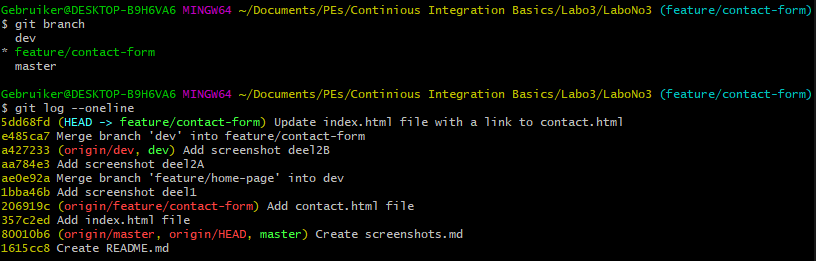 Gebruiker@DESKTOP-B9H6VA6 MINGW64 ~/Documents/PEs/Continious Integration Basics/Labo3/LaboNo3 (feature/contact-form)
$ git branch
  dev
* feature/contact-form
  master

Gebruiker@DESKTOP-B9H6VA6 MINGW64 ~/Documents/PEs/Continious Integration Basics/Labo3/LaboNo3 (feature/contact-form)
$ git log --oneline
5dd68fd (HEAD -> feature/contact-form) Update index.html file with a link to contact.html
e485ca7 Merge branch 'dev' into feature/contact-form
a427233 (origin/dev, dev) Add screenshot deel2B
aa784e3 Add screenshot deel2A
ae0e92a Merge branch 'feature/home-page' into dev
1bba46b Add screenshot deel1
206919c (origin/feature/contact-form) Add contact.html file
357c2ed Add index.html file
80010b6 (origin/master, origin/HEAD, master) Create screenshots.md
1615cc8 Create README.md